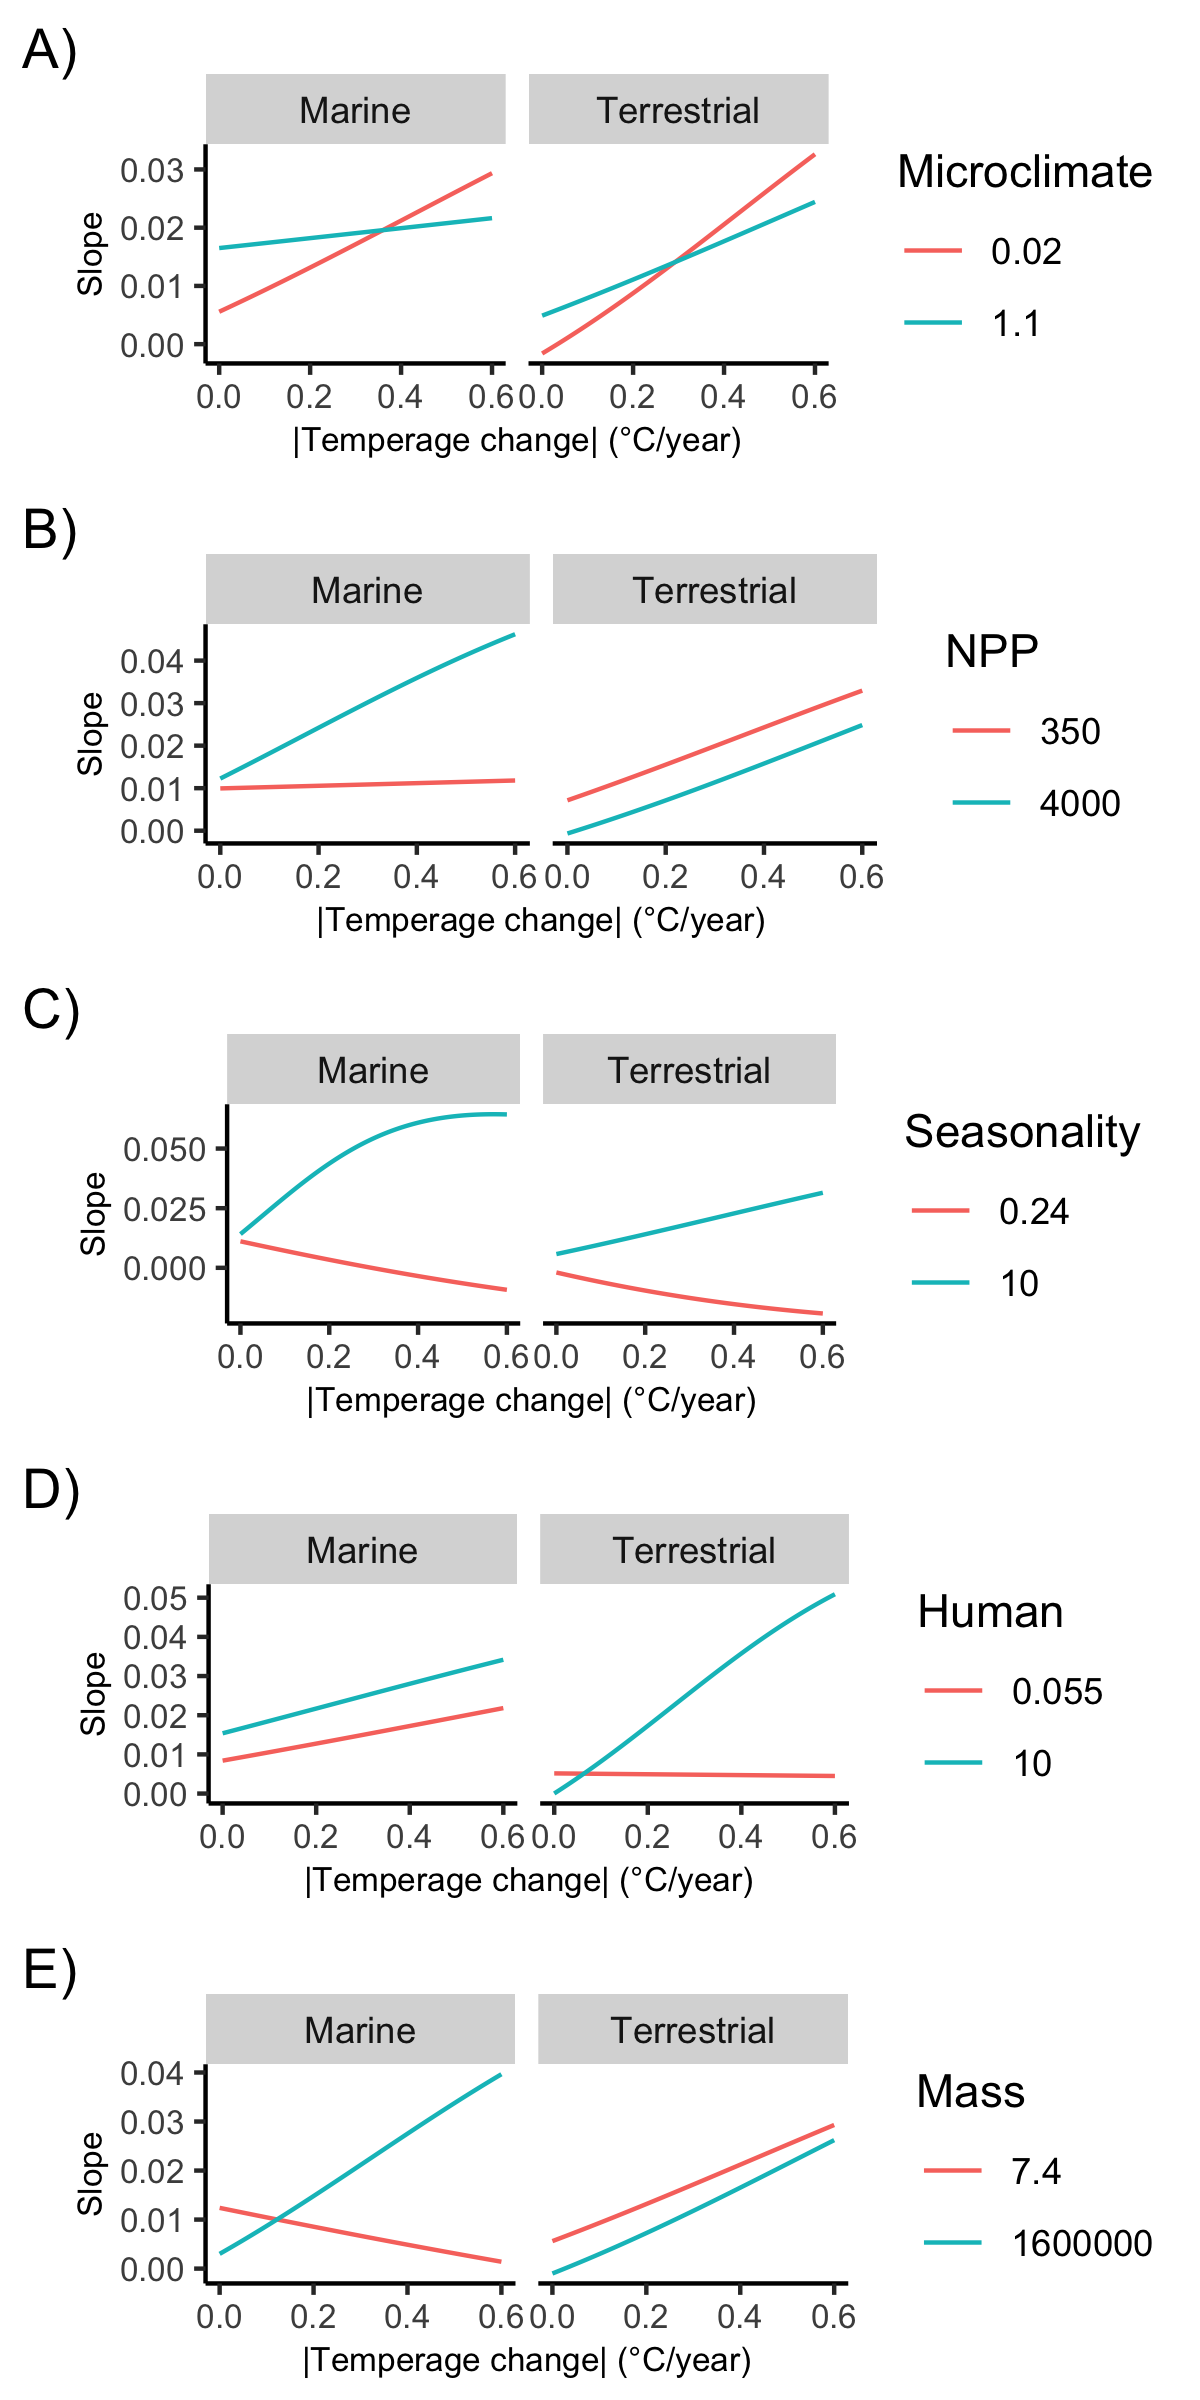 A)
Marine Terrestrial
Microclimate
0.03
0.02
0.01
0.00
Slope
0.02
1.1
0.0 0.2 0.4 0.6 0.0 0.2 0.4 0.6
|Temperage change| (°C/year)
B)
Marine Terrestrial
NPP
0.04
0.03
0.02
0.01
0.00
Slope
350
4000
0.0 0.2 0.4 0.6 0.0 0.2 0.4 0.6
|Temperage change| (°C/year)
C)
Marine Terrestrial
Seasonality
0.050
0.025
0.000
Slope
0.24
10
0.0 0.2 0.4 0.6 0.0 0.2 0.4 0.6
|Temperage change| (°C/year)
D)
Marine Terrestrial
Human
0.05
0.04
0.03
0.02
0.01
0.00
Slope
0.055
10
0.0 0.2 0.4 0.6 0.0 0.2 0.4 0.6
|Temperage change| (°C/year)
E)
Marine Terrestrial
Mass
0.04
0.03
0.02
0.01
0.00
Slope
7.4
1600000
0.0 0.2 0.4 0.6 0.0 0.2 0.4 0.6
|Temperage change| (°C/year)